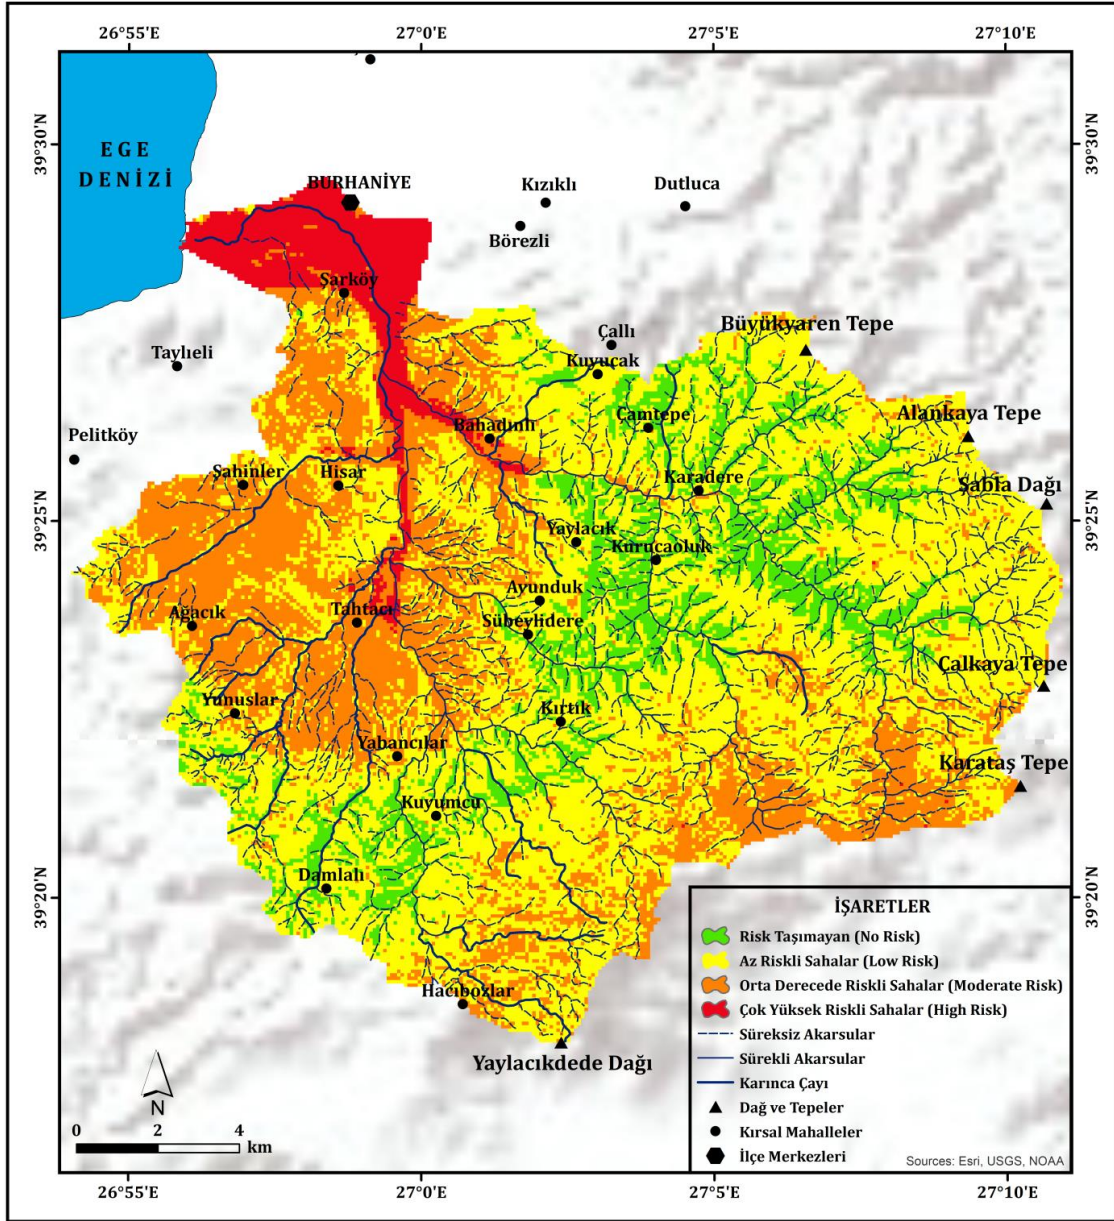 26°55'E 27°0'E 27°5'E 27°10'E
39°30'N
39°30'N
EGE
DENİZİ
BURHANİYE
Kızıklı
Dutluca
Börezli
Şarköy
Taylıeli
Çallı
Büyükyaren Tepe
Kuyucak
Alankaya Tepe
Çamtepe
Bahadınlı
Pelitköy
Şahinler
Hisar
Karadere
Şabla Dağı
39°25'N
39°25'N
Yaylacık
Kurucaoluk
Ayunduk
Tahtacı
Ağacık
Sübeylidere
Çalkaya Tepe
Yunuslar
Kırtık
Yabancılar
Karataş Tepe
Kuyumcu
Damlalı
39°20'N
39°20'N
Hacıbozlar
Yaylacıkdede Dağı
İŞARETLER
Risk Taşımayan (No Risk)
Az Riskli Sahalar (Low Risk)
Orta Derecede Riskli Sahalar (Moderate Risk)
Çok Yüksek Riskli Sahalar (High Risk)
Süreksiz Akarsular
Sürekli Akarsular
Karınca Çayı
Dağ ve Tepeler
Kırsal Mahalleler
İlçe Merkezleri
N
0 2 4
km
Sources: Esri, USGS, NOAA
26°55'E 27°0'E 27°5'E 27°10'E